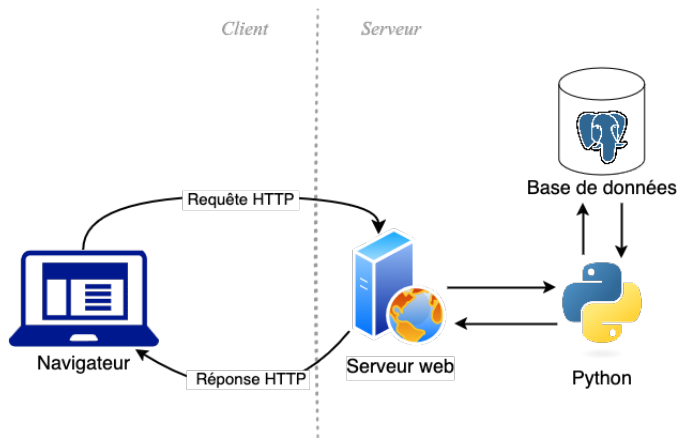 Client
Serveur
Base de données
Requête HTTP
Navigateur
Serveur web
Réponse HTTP
Python